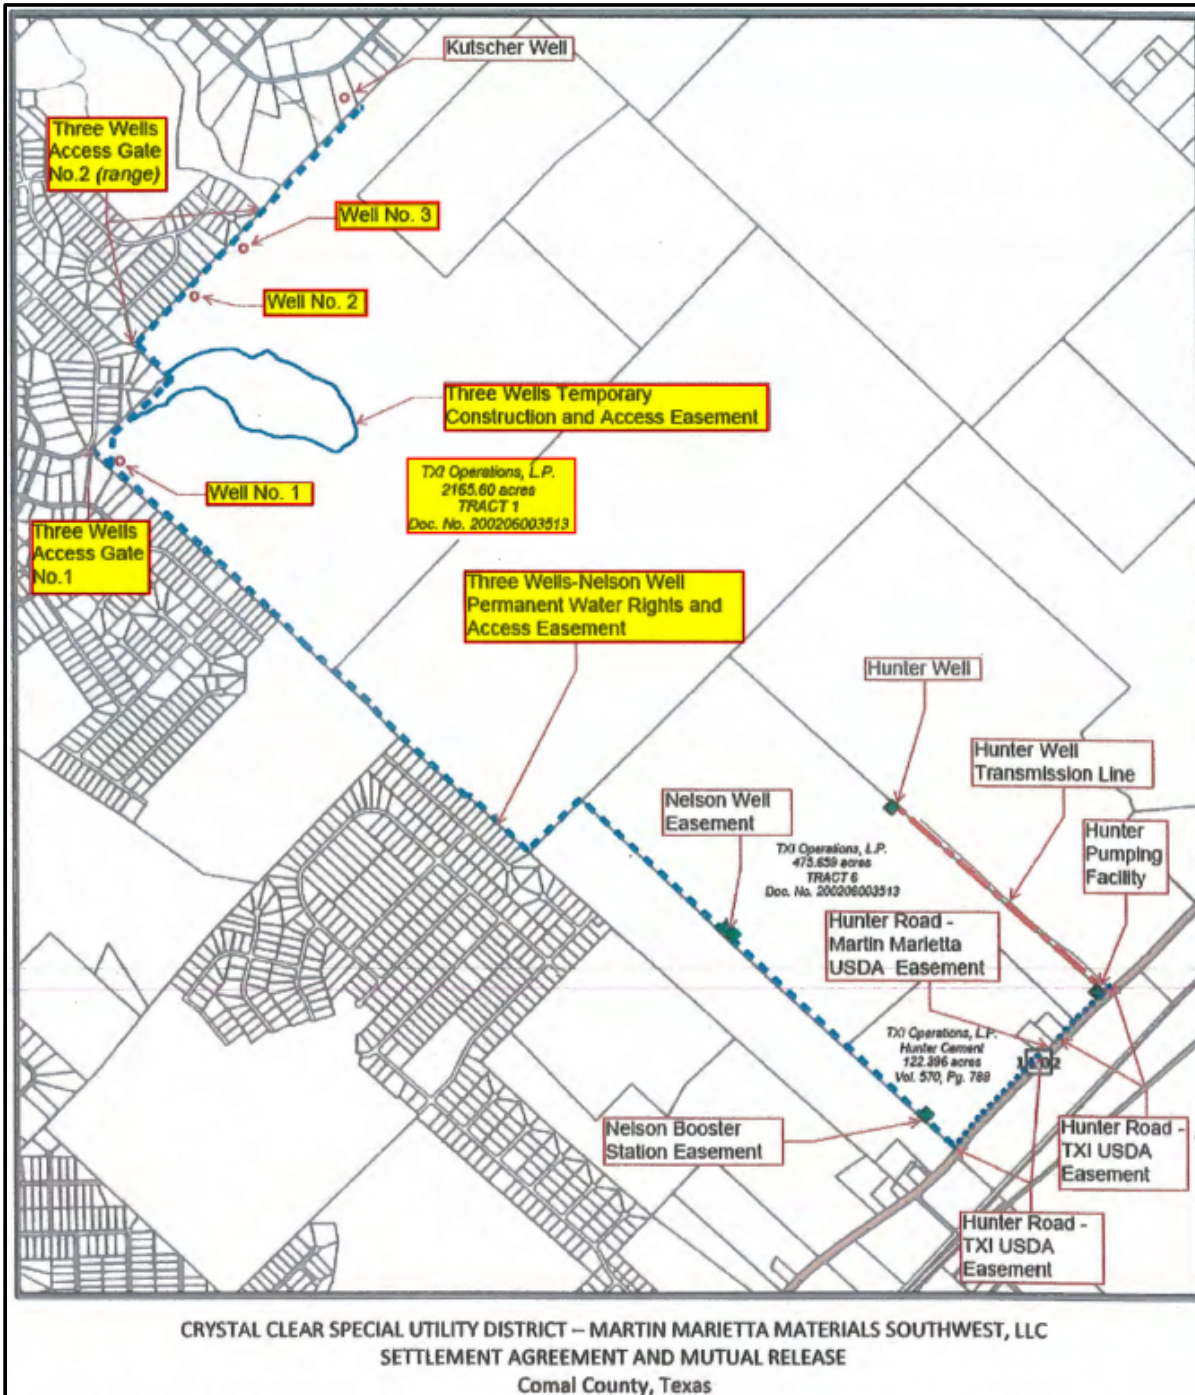 Kutscher Well
Three Wells
Access Gate
No.2 (range)
Well No. 3
Well No. 2
Three Wells Temporary
Construction and Access Easement
TXI Operations, L.P.
2165.60 acres
TRACT 1
Doc. No. 200206003513
Well No. 1
Three Wells
Access Gate
No.1
Three Wells-Nelson Well
Permanent Water Rights and
Access Easement
Hunter Well
Hunter Well
Transmission Line
Nelson Well
Easement
Hunter
Pumping
Facility
TXI Operations, L.P.
475.659 acres
TRACT 6
Doc. No. 200206003513
Hunter Road -
Martin Marietta
USDA Easement
TXI Operations, L.P.
Hunter Cement
122.396 acres
Vol. 570, Pg. 788
Nelson Booster
Station Easement
Hunter Road -
TXI USDA
Easement
Hunter Road -
TXI USDA
Easement
CRYSTAL CLEAR SPECIAL UTILITY DISTRICT – MARTIN MARIETTA MATERIALS SOUTHWEST, LLC
SETTLEMENT AGREEMENT AND MUTUAL RELEASE
Comal County, Texas